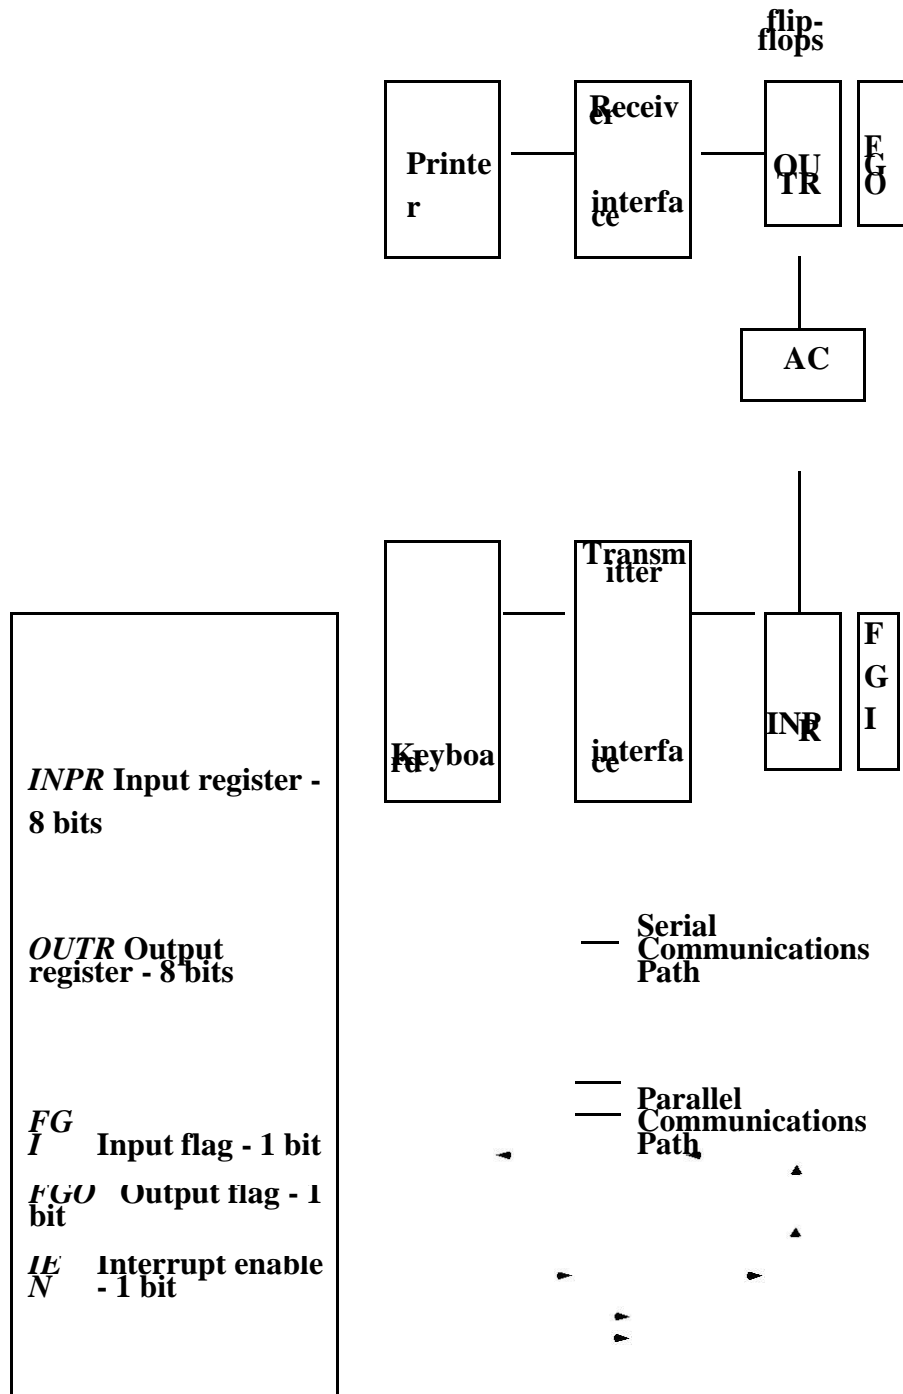 flip-
flops
Printe
r
Receiv
er
interfa
ce
OU
TR
F
G
O
AC
Keyboa
rd
Transm
itter
interfa
ce
INP
R
F
G
I
INPR Input register -
8 bits
OUTR Output
register - 8 bits
FG
I Input flag - 1 bit
FGO Output flag - 1
bit
IE Interrupt enable
N - 1 bit
Serial
Communications
Path
Parallel
Communications
Path